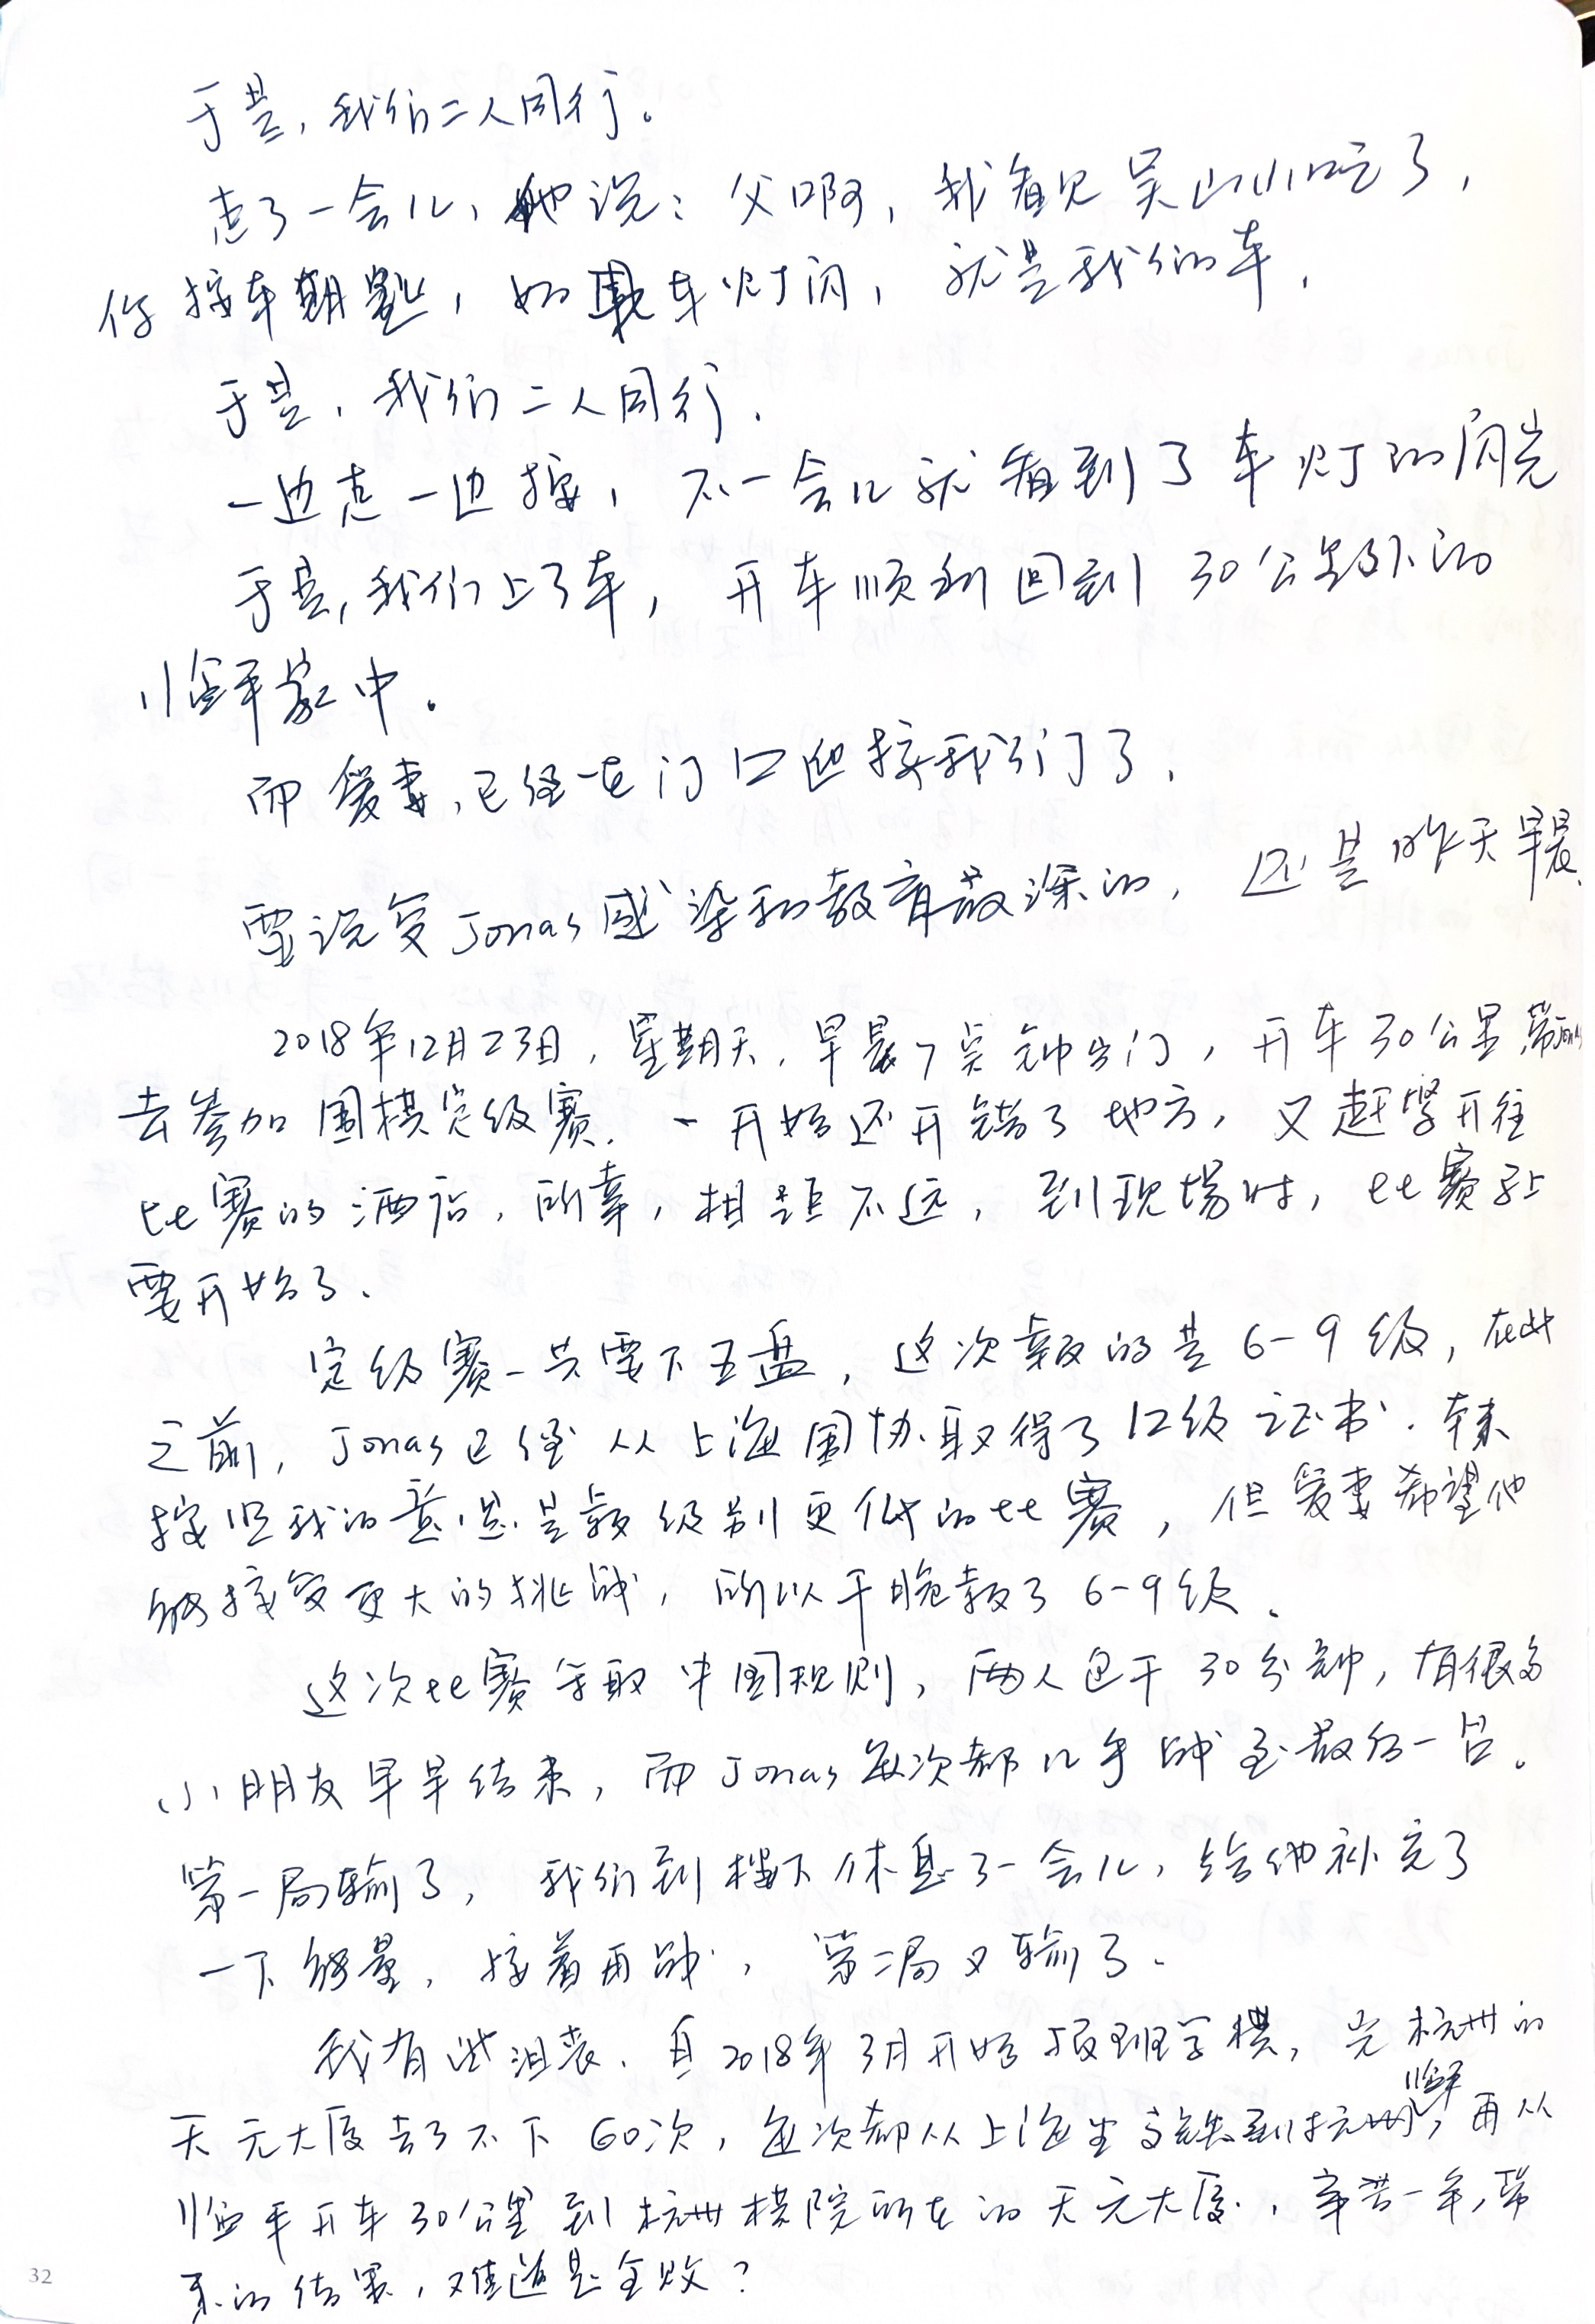 于是，我们二人同行。
走了一会儿，她说：父啊，我看见吴山小吃了，
你按车钥匙，如果车灯闪，就是我们的车，
于是，我们二人同行，
一边走一边按，不一会儿就看到了车灯的闪光
于是，我们上了车，开车顺利回到30公里外的
临平家中。
而爱妻，已经在门口迎接我们了，
要说受Jonas感染和教育最深的，还是昨天早晨，
2018年12月23日，星期天，早晨7点钟出门，开车30公里带Jonas
去参加围棋定级赛，一开始还开错了地方，又赶紧开往
比赛的酒店，所幸，相距不远，到现场时，比赛马上
要开始了、
定级赛一共要下五盘，这次报的是6-9级，在此
之前，Jonas已经从上海围协取得了12级证书．本来
按照我的意思是报级别更低的比赛，但爱妻希望他
能接受更大的挑战，所以干脆报了6-9级、
这次比赛采取中国规则，两人包干30分钟，有很多
小朋友早早结束，而Jonas每次都几乎战至最后一台。
第一局输了，我们到楼下休息了一会儿，给他补充了
一下能量，接着再战，第二局又输了、
我有些沮丧、自2018年3月开始报班学棋，光杭州的
天元大厦去了不下60次，每次都从上海坐高铁到杭州临平，再从
临平开车30公里到杭州棋院所在的天元大厦，辛苦一年，带
来的结果，难道是全败？
32